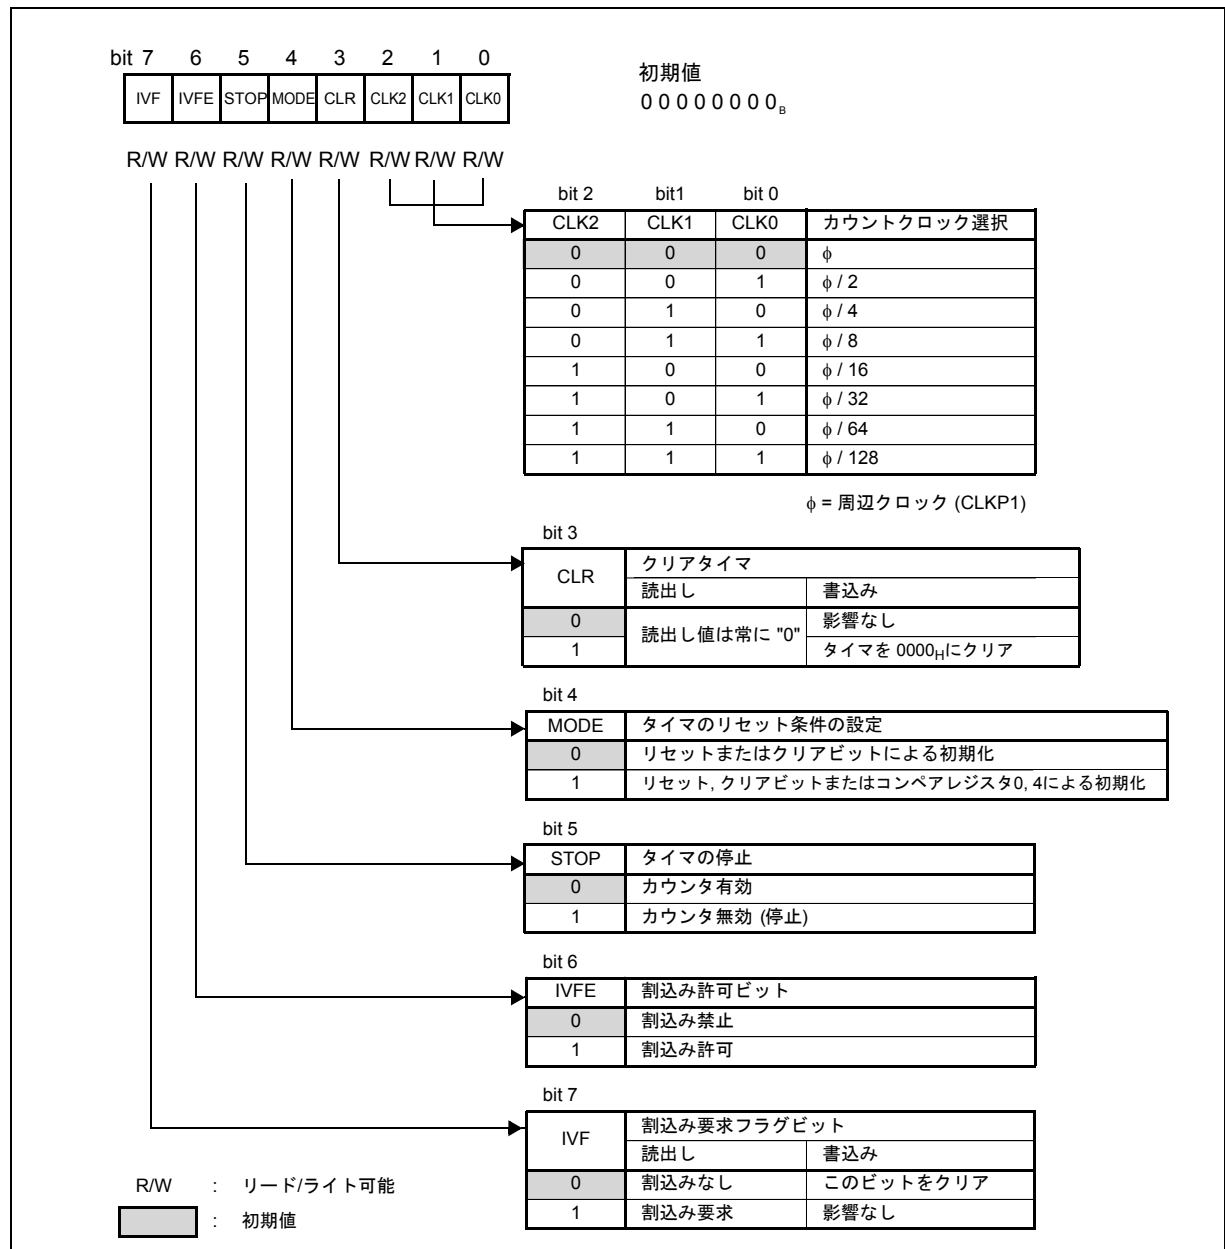 bit 7 6 5 4 3 2 1 0
IVF IVFE STOP MODE CLR CLK2 CLK1 CLK0
R/W R/W R/W R/W R/W R/W R/W R/W
初期値
0 0 0 0 0 0 0 0 B
bit 2 bit1 bit 0
CLK2 CLK1 CLK0 カウントクロック選択
0 0 0 ϕ
0 0 1 ϕ / 2
0 1 0 ϕ / 4
0 1 1 ϕ / 8
1 0 0 ϕ / 16
1 0 1 ϕ / 32
1 1 0 ϕ / 64
1 1 1 ϕ / 128
ϕ = 周辺クロック (CLKP1)
bit 3
CLR クリアタイマ
読出し 書込み
0 読出し値は常に "0" 影響なし
1 タイマを 0000Hにクリア
bit 4
MODE タイマのリセット条件の設定
0 リセットまたはクリアビットによる初期化
1 リセット, クリアビットまたはコンペアレジスタ0, 4による初期化
bit 5
STOP タイマの停止
0 カウンタ有効
1 カウンタ無効 (停止)
bit 6
IVFE 割込み許可ビット
0 割込み禁止
1 割込み許可
bit 7
IVF 割込み要求フラグビット
読出し 書込み
0 割込みなし このビットをクリア
1 割込み要求 影響なし
R/W : リード/ライト可能
: 初期値